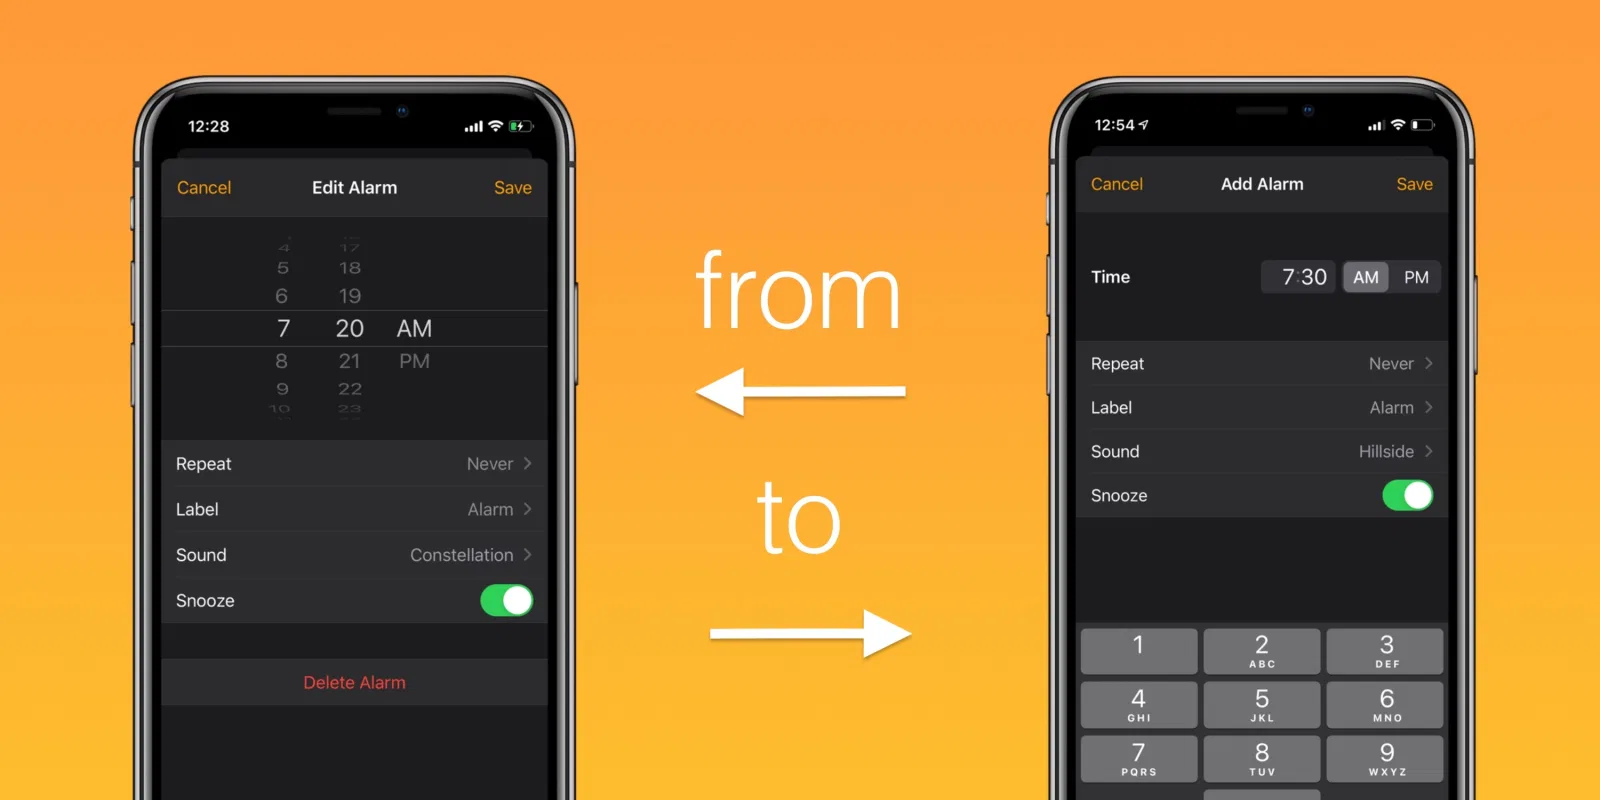 12:28
Cancel Edit Alarm Save
4 17
5 18
6 19
7 20 AM
8 21 PM
9 22
10 23
Repeat Never
Label Alarm
Sound Constellation
Snooze
Delete Alarm
from
to
12:54
Cancel Add Alarm Save
Time 7:30 AM PM
Repeat Never
Label Alarm
Sound Hillside
Snooze
1 2 3
ABC DEF
4 5 6
GHI JKL MNO
7 8 9
PQRS TUV WXYZ